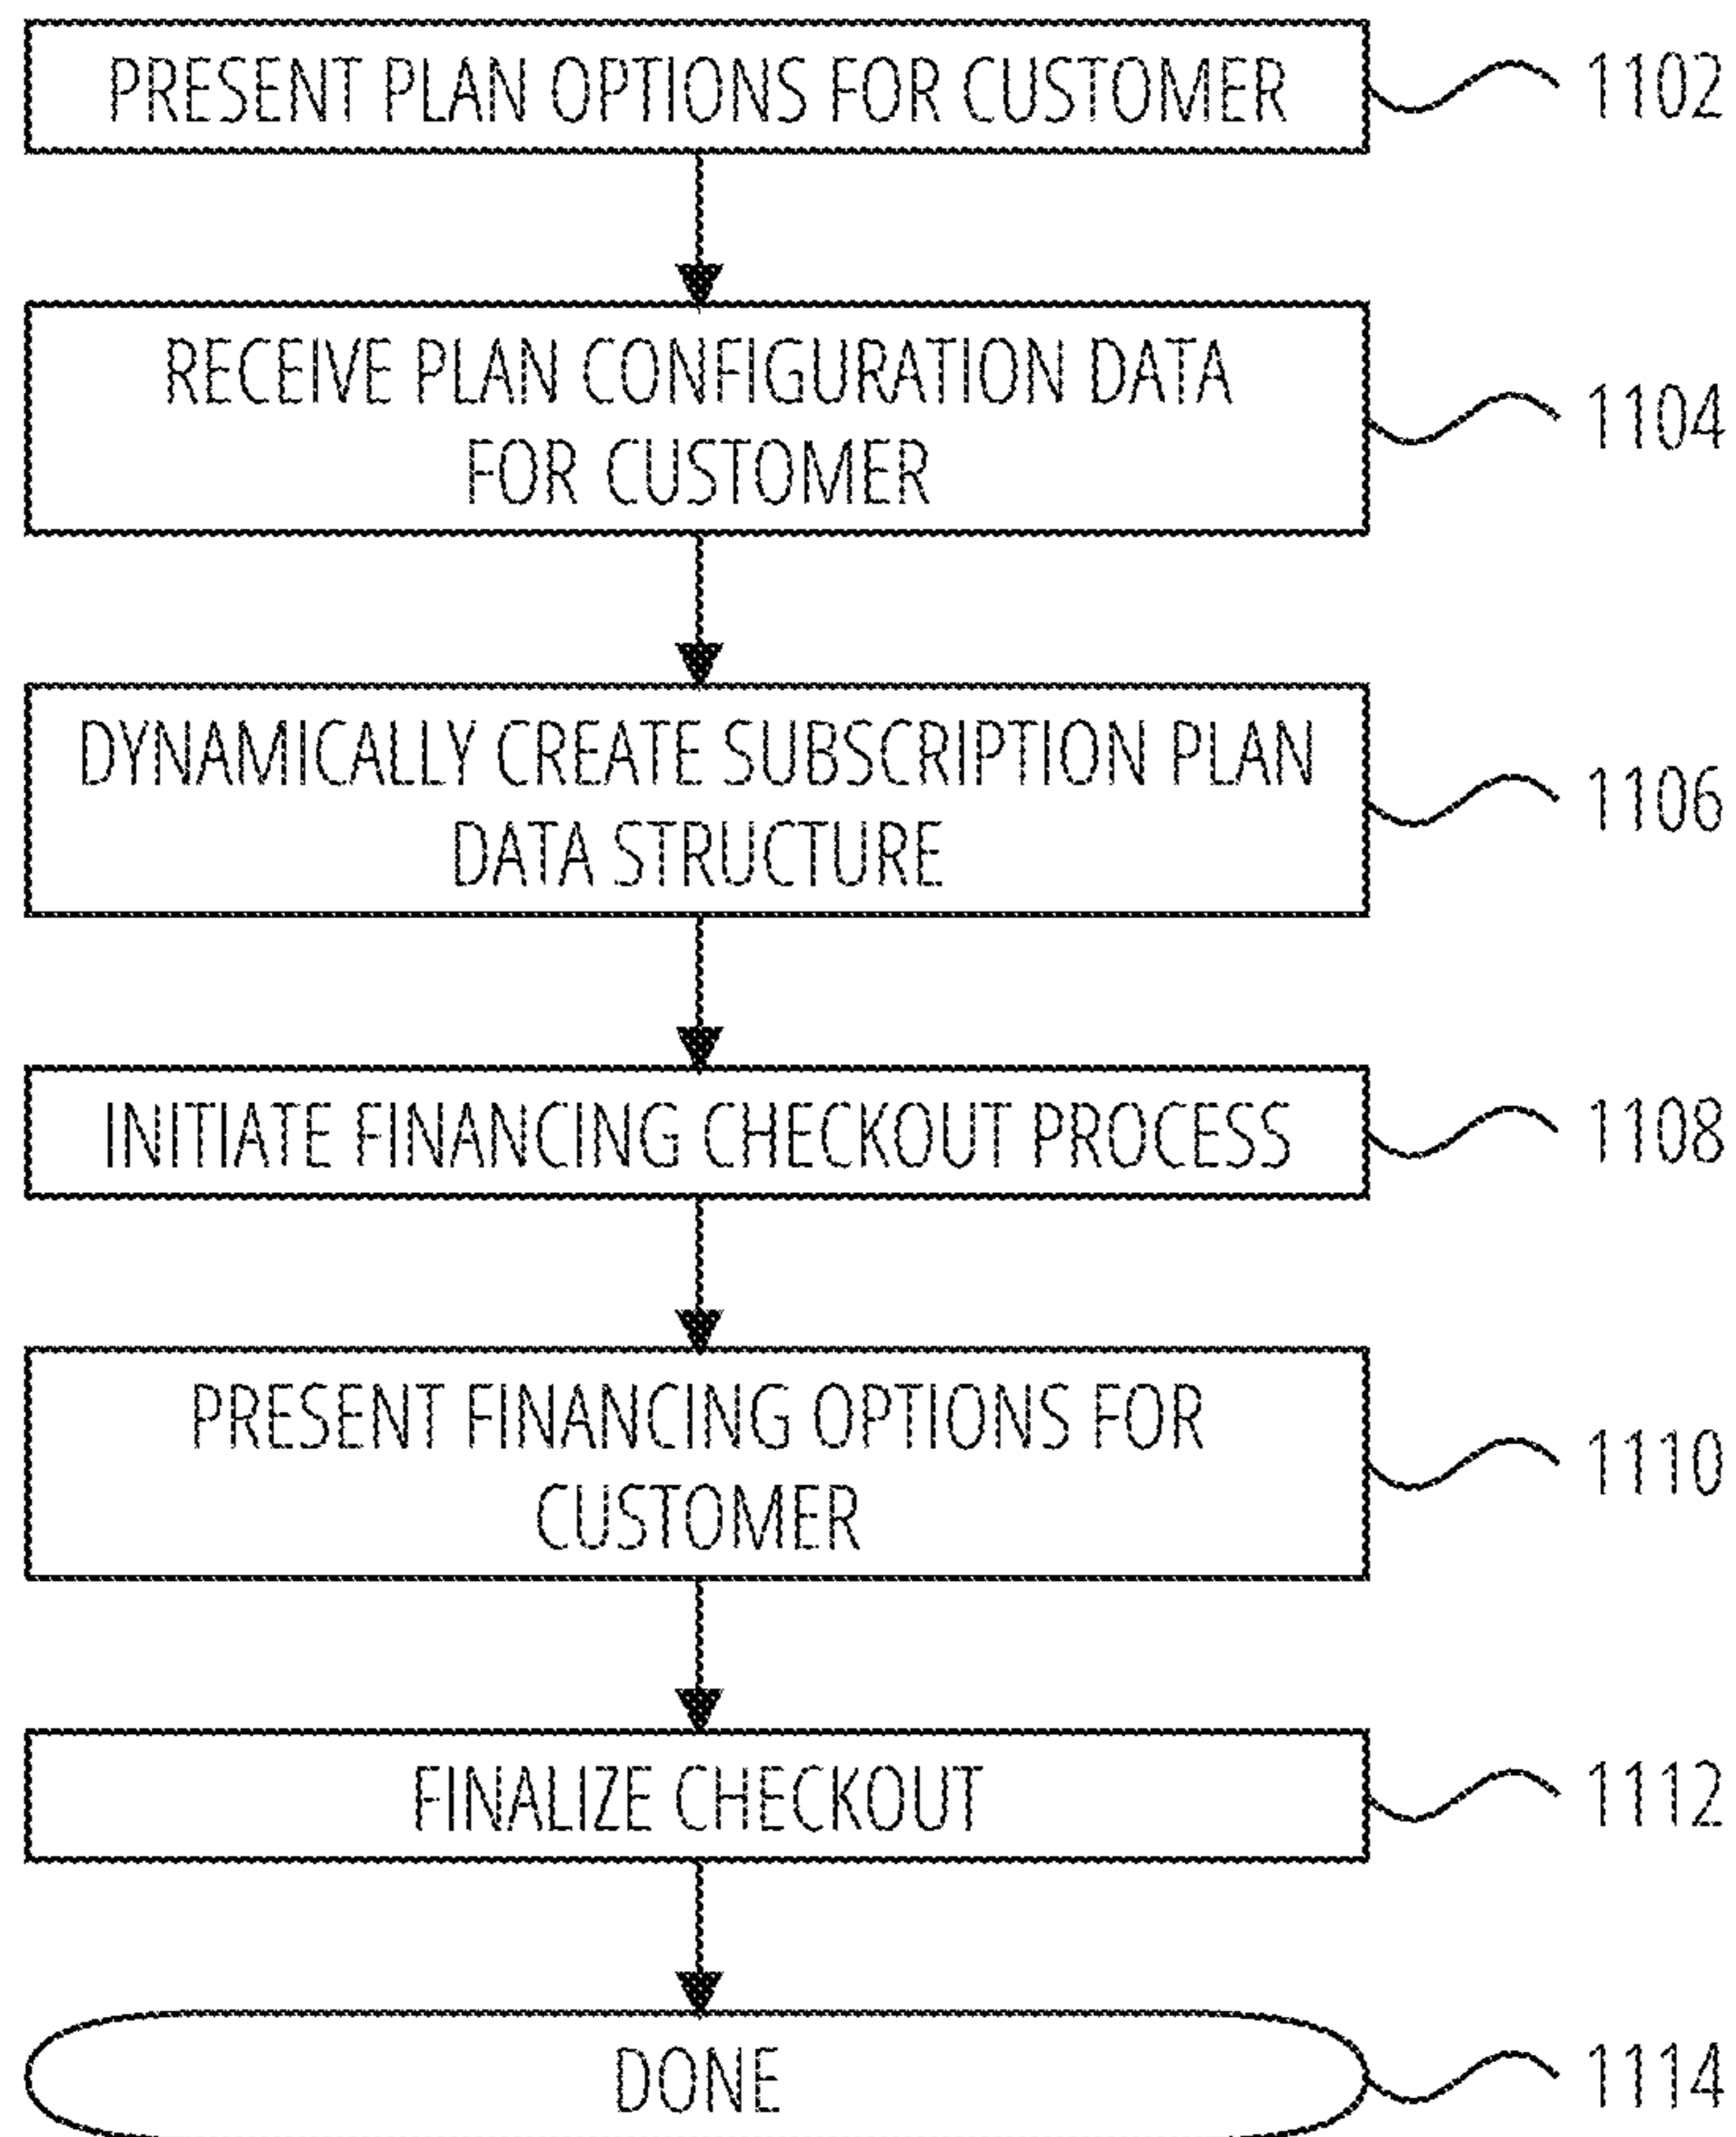 PRESENT PLAN OPTIONS FOR CUSTOMER
1102
RECEIVE PLAN CONFIGURATION DATA
FOR CUSTOMER
1104
DYNAMICALLY CREATE SUBSCRIPTION PLAN
DATA STRUCTURE
1106
INITIATE FINANCING CHECKOUT PROCESS
1108
PRESENT FINANCING OPTIONS FOR
CUSTOMER
1110
FINALIZE CHECKOUT
1112
DONE
1114